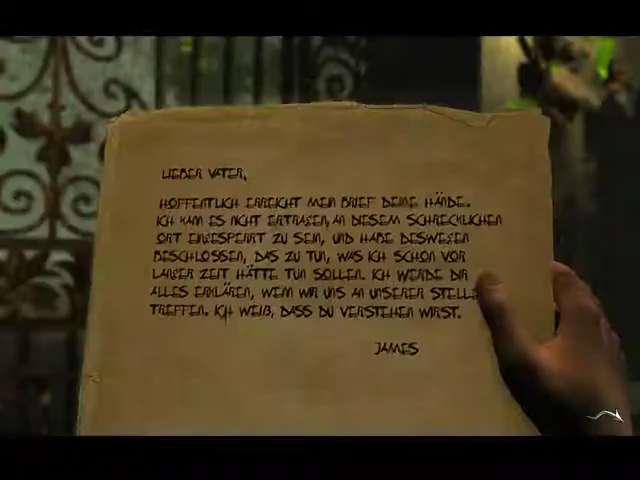 LIEBER VATER,
HOFFENTLICH ERREICHT MEIN BRIEF DEINE HÄNDE.
ICH KANN ES NICHT ERTRAGEN, AN DIESEM SCHRECKLICHEN
ORT EINGESPERRT ZU SEIN, UND HABE DESWEGEN
BESCHLOSSEN, DAS ZU TUN, WAS ICH SCHON VOR
LANGER ZEIT HÄTTE TUN SOLLEN. ICH WERDE DIR
ALLES ERKLÄREN, WENN WIR UNS AN UNSERER STELLE
TREFFEN. ICH WEIß, DASS DU VERSTEHEN WIRST.
JAMES